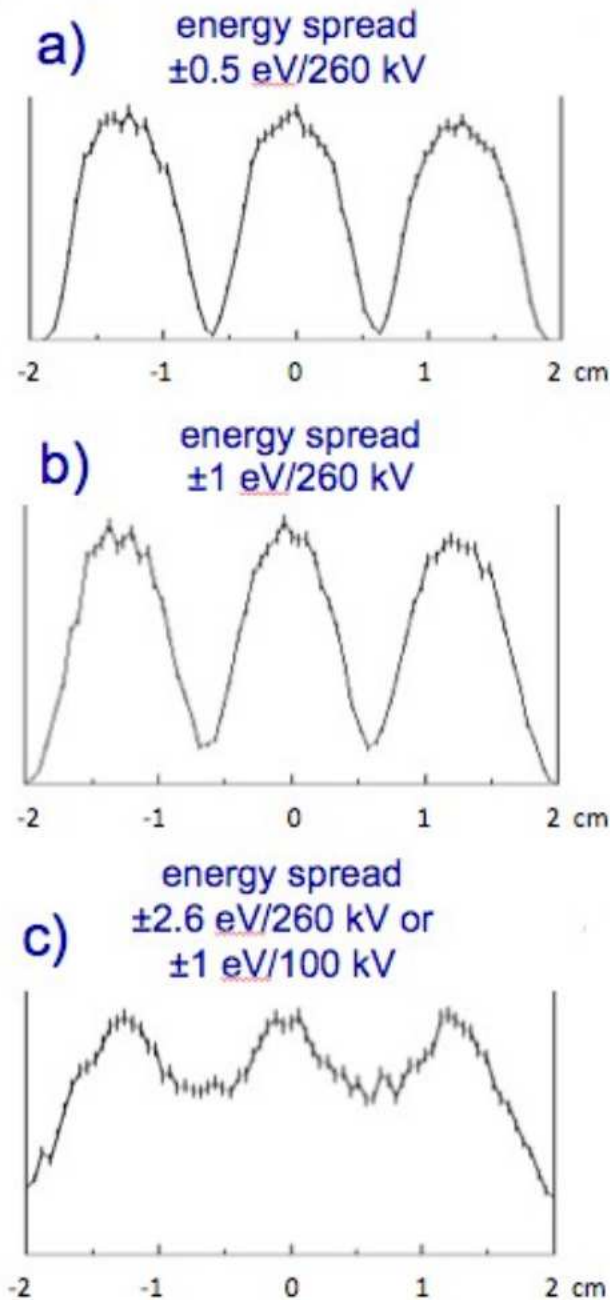 a)
energy spread
±0.5 eV/260 kV
-2 -1 0 1 2 cm
b)
energy spread
±1 eV/260 kV
-2 -1 0 1 2 cm
c)
energy spread
±2.6 eV/260 kV or
±1 eV/100 kV
-2 -1 0 1 2 cm